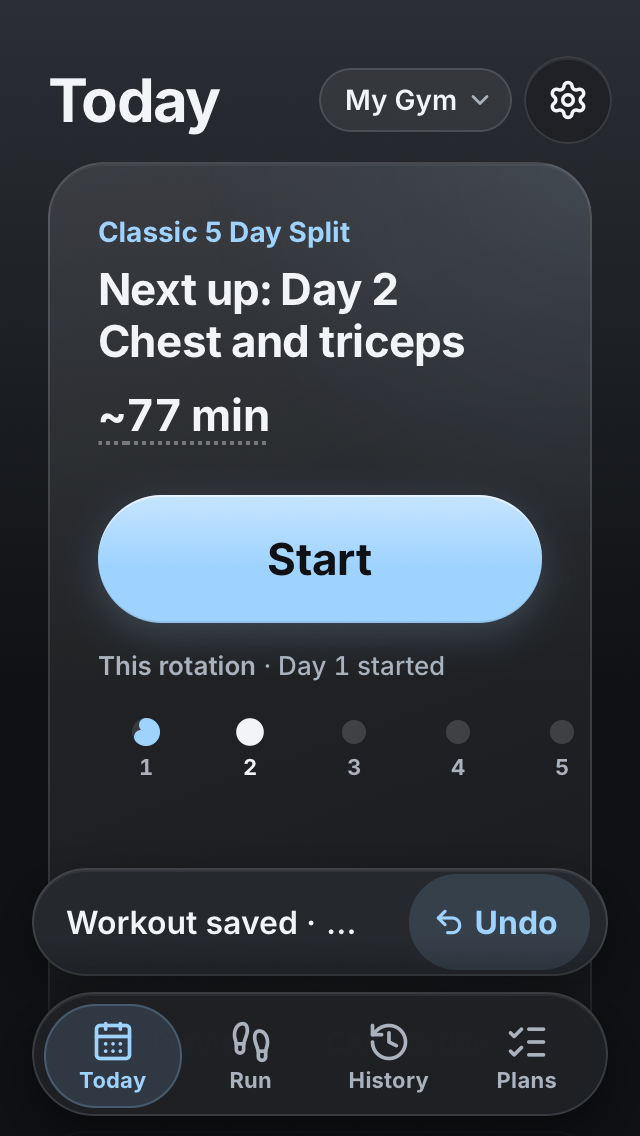 Today
My Gym
Classic 5 Day Split
Next up: Day 2
Chest and triceps
~77 min
Start
This rotation · Day 1 started
1 2 3 4 5
Workout saved · ...
Undo
Today Run History Plans